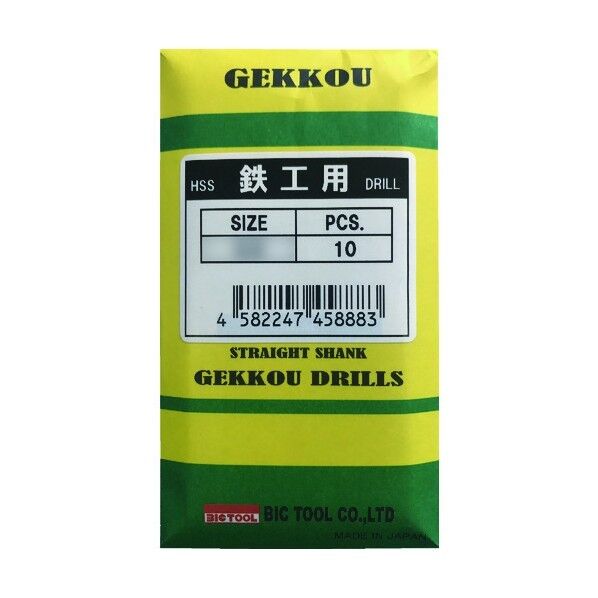 GEKKOU
HSS 鉄工用 DRILL
SIZE PCS.
10
4 582247 458883
STRAIGHT SHANK
GEKKOU DRILLS
BIC TOOL BIC TOOL CO.,LTD
MADE IN JAPAN